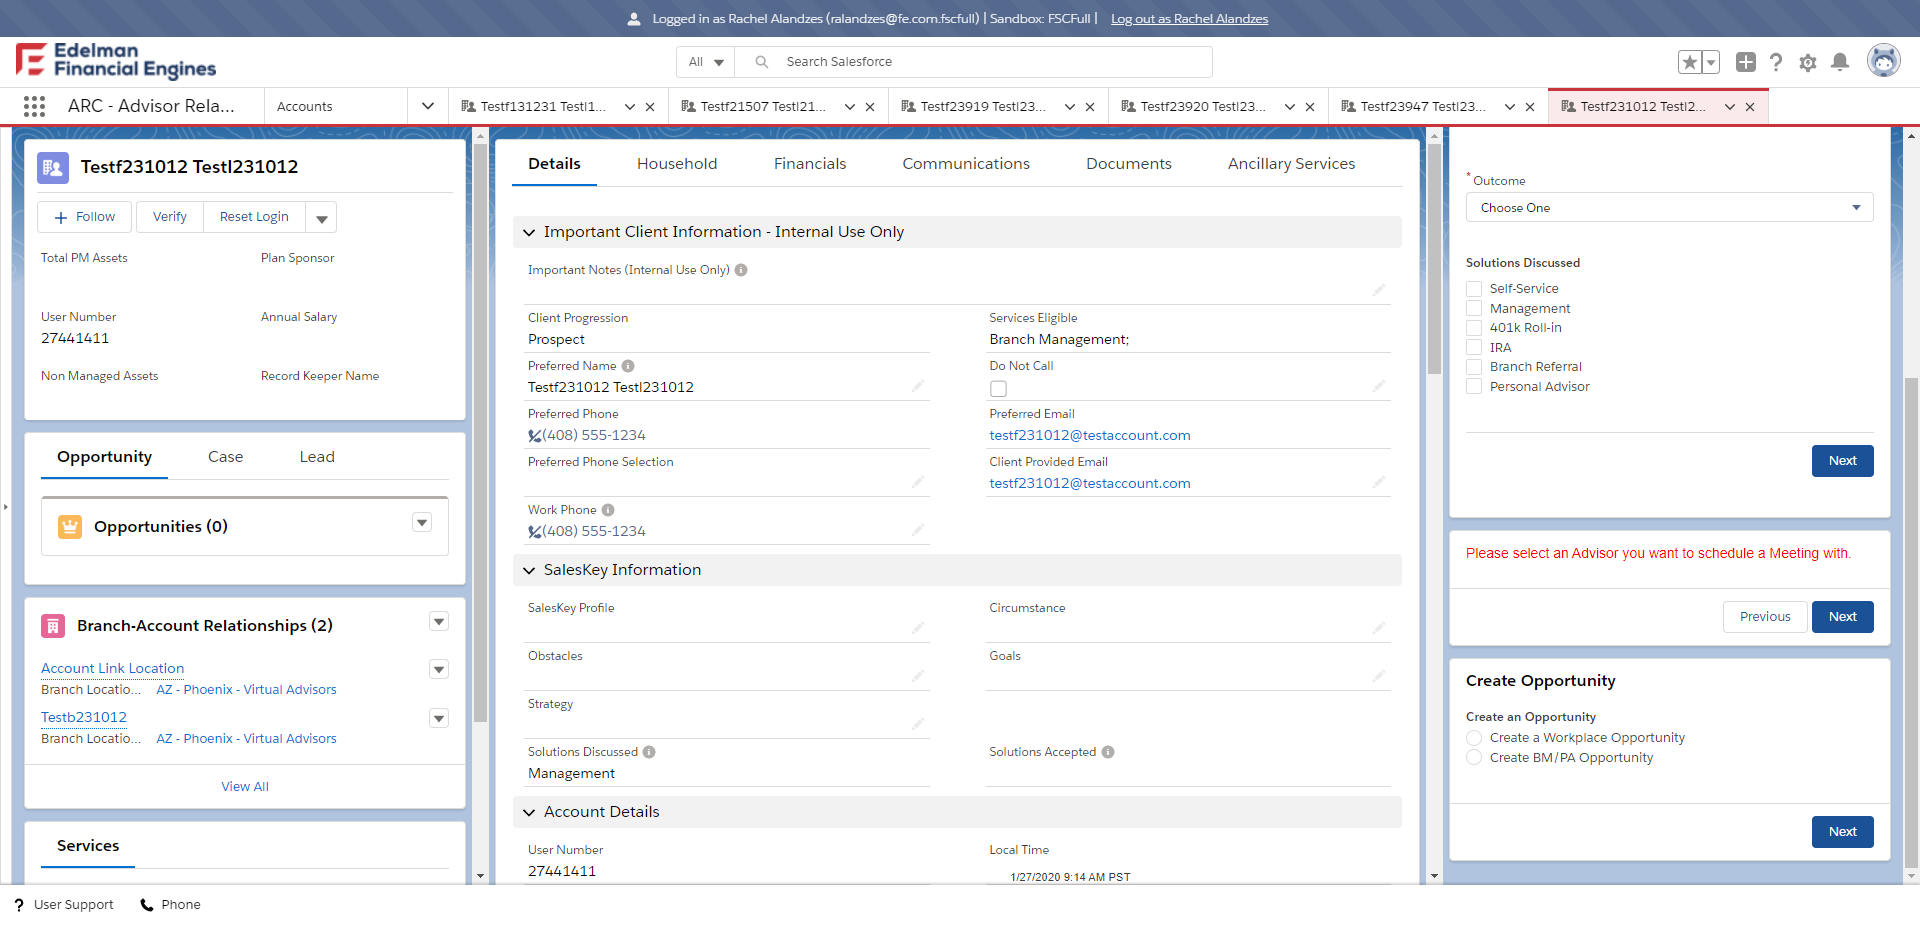 Logged in as Rachel Alandzes (ralandzes@fe.com.fscfull) | Sandbox: FSCFull | Log out as Rachel Alandzes
Edelman
Financial Engines
All
Search Salesforce
ARC - Advisor Rela...
Accounts
Testf131231 Testl1...
Testf21507 Testl21...
Testf23919 Testl23...
Testf23920 Testl23...
Testf23947 Testl23...
Testf231012 Testl2...
Testf231012 Testl231012
Follow
Verify
Reset Login
Total PM Assets
Plan Sponsor
User Number
27441411
Annual Salary
Non Managed Assets
Record Keeper Name
Opportunity
Case
Lead
Opportunities (0)
Branch-Account Relationships (2)
Account Link Location
Branch Locatio... AZ - Phoenix - Virtual Advisors
Testb231012
Branch Locatio... AZ - Phoenix - Virtual Advisors
View All
Services
Details
Household
Financials
Communications
Documents
Ancillary Services
Important Client Information - Internal Use Only
Important Notes (Internal Use Only)
Client Progression
Prospect
Services Eligible
Branch Management;
Preferred Name
Testf231012 Testl231012
Do Not Call
Preferred Phone
(408) 555-1234
Preferred Email
testf231012@testaccount.com
Preferred Phone Selection
Client Provided Email
testf231012@testaccount.com
Work Phone
(408) 555-1234
SalesKey Information
SalesKey Profile
Circumstance
Obstacles
Goals
Strategy
Solutions Discussed
Management
Solutions Accepted
Account Details
User Number
27441411
Local Time
1/27/2020 9:14 AM PST
* Outcome
Choose One
Solutions Discussed
Self-Service
Management
401k Roll-in
IRA
Branch Referral
Personal Advisor
Next
Please select an Advisor you want to schedule a Meeting with.
Previous
Next
Create Opportunity
Create an Opportunity
Create a Workplace Opportunity
Create BM/PA Opportunity
Next
? User Support
Phone